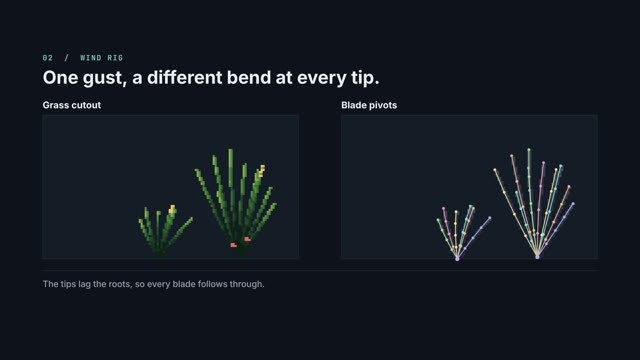 02 / WIND RIG
One gust, a different bend at every tip.
Grass cutout
Blade pivots
The tips lag the roots, so every blade follows through.